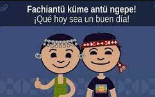 Fachiantü küme antü ngepe!
¡Qué hoy sea un buen día!